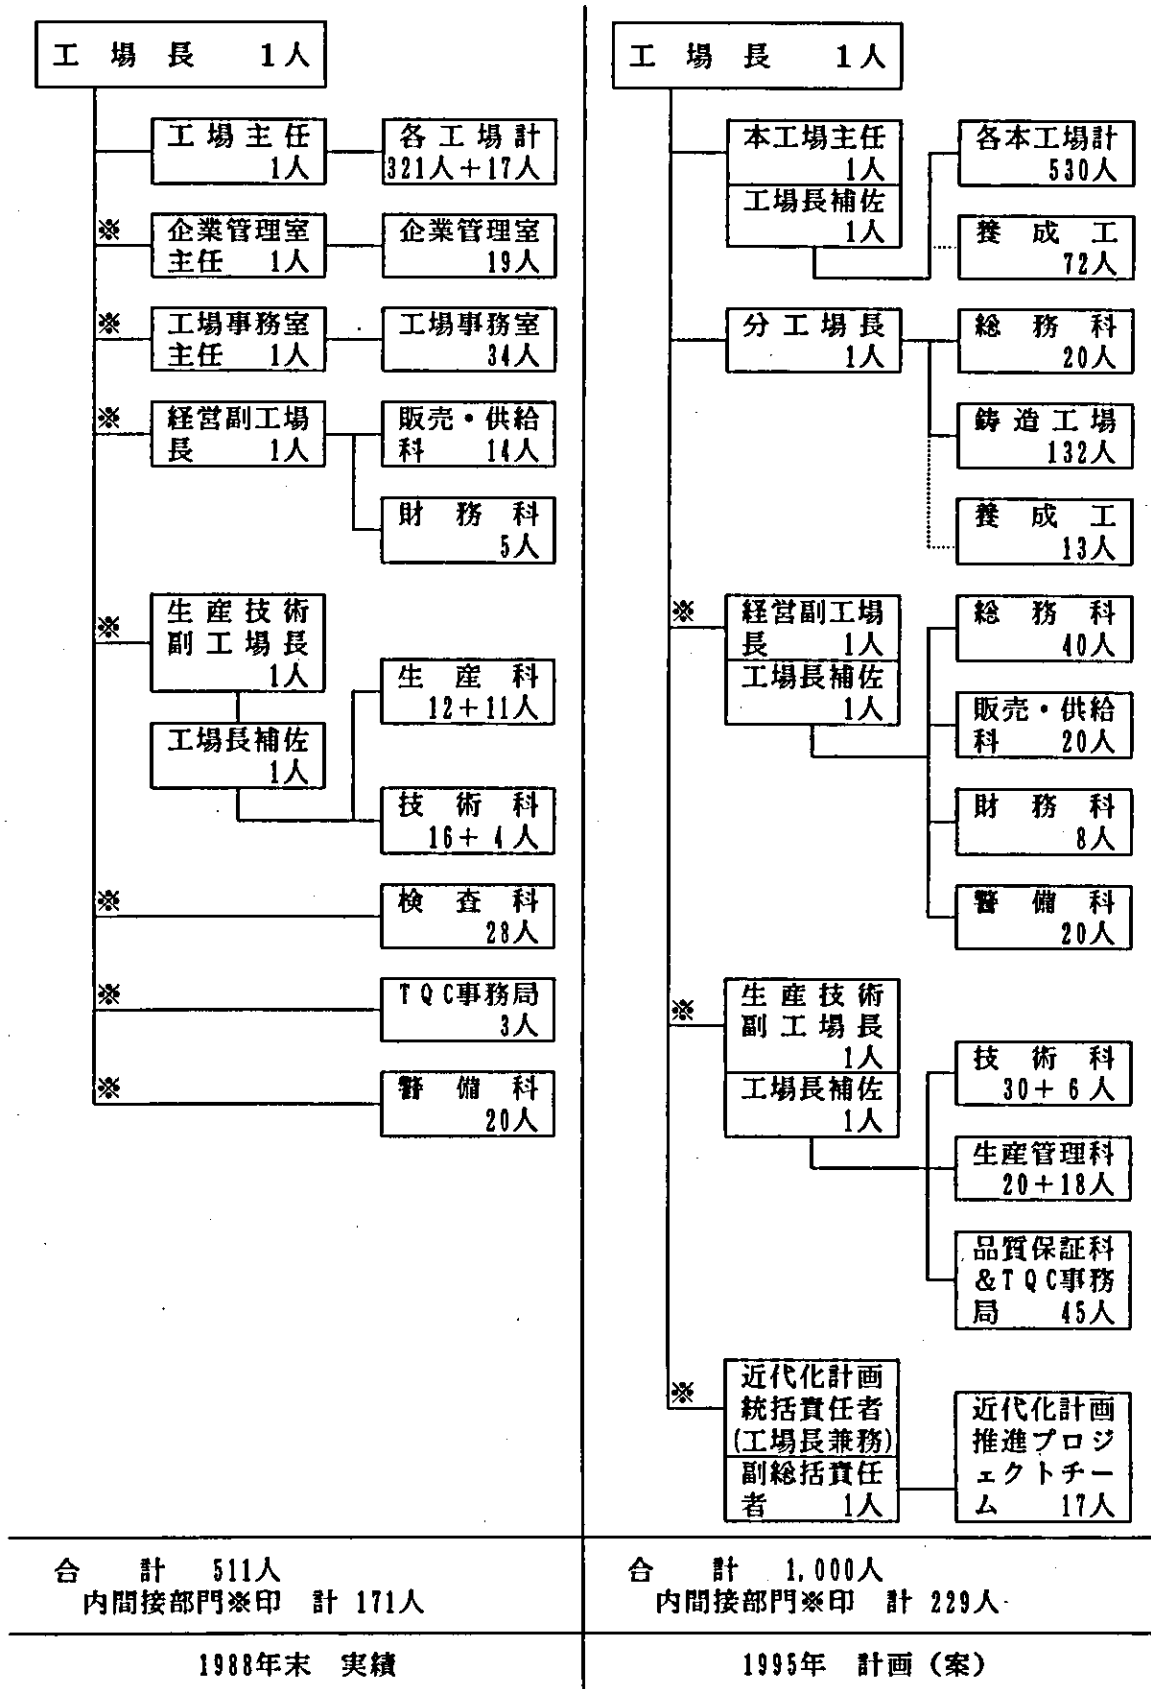 工 場 長 1人
工 場 主 任
1人
各 工 場 計
321人＋17人
※
企業管理室
主任 1人
企業管理室
19人
※
工場事務室
主任 1人
工場事務室
34人
※
経営副工場
長 1人
販売・供給
科 14人
財 務 科
5人
※
生 産 技 術
副 工 場 長
1人
工場長補佐
1人
生 産 科
12＋11人
技 術 科
16＋ 4人
※
検 査 科
28人
※
ＴＱＣ事務局
3人
※
警 備 科
20人
合 計 511人
内間接部門※印 計 171人
1988年末 実績
工 場 長 1人
本工場主任
1人
工場長補佐
1人
各本工場計
530人
養 成 工
72人
分 工 場 長
1人
総 務 科
20人
鋳 造 工 場
132人
養 成 工
13人
※
経営副工場
長 1人
工場長補佐
1人
総 務 科
40人
販売・供給
科 20人
財 務 科
8人
警 備 科
20人
※
生 産 技 術
副 工 場 長
1人
工場長補佐
1人
技 術 科
30＋ 6人
生産管理科
20＋18人
品質保証科
＆ＴＱＣ事務
局 45人
※
近代化計画
統括責任者
(工場長兼務)
副総括責任
者 1人
近代化計画
推進プロジ
ェクトチー
ム 17人
合 計 1,000人
内間接部門※印 計 229人
1995年 計画（案）